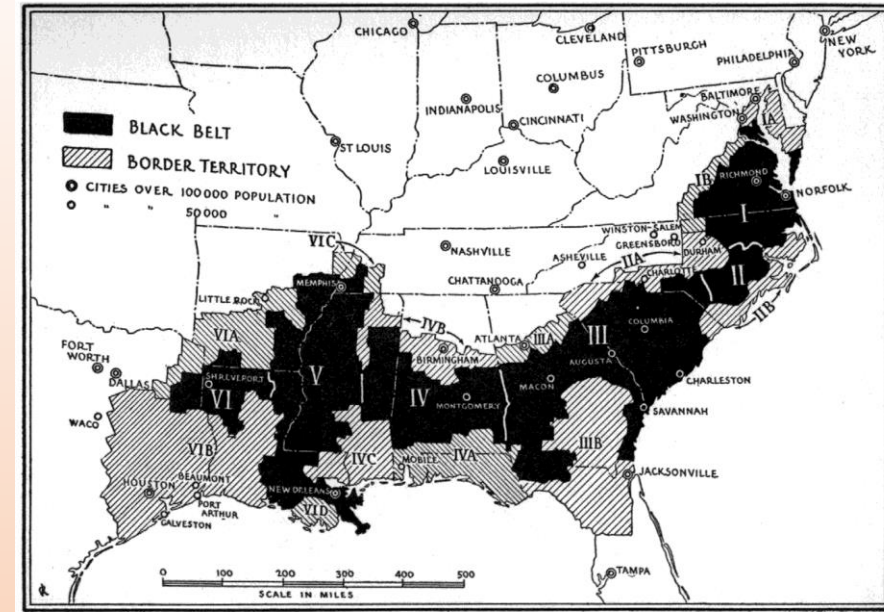 CHICAGO
CLEVELAND
NEW YORK
PITTSBURGH
PHILADELPHIA
COLUMBUS
INDIANAPOLIS
BALTIMORE
WASHINGTON
IA
BLACK BELT
CINCINNATI
ST LOUIS
BORDER TERRITORY
LOUISVILLE
IB
RICHMOND
CITIES OVER 100000 POPULATION
" " 50000 "
NORFOLK
I
VIC
NASHVILLE
WINSTON-SALEM
GREENSBORO
DURHAM
ASHEVILLE
IIA
CHARLOTTE
II
MEMPHIS
CHATTANOOGA
LITTLE ROCK
IIB
VIA
IVB
ATLANTA
IIIA
III
COLUMBIA
FORT WORTH
BIRMINGHAM
AUGUSTA
DALLAS
SHREVEPORT
V
VI
IV
MACON
CHARLESTON
MONTGOMERY
SAVANNAH
WACO
IIIB
VIB
IVC
MOBILE
IVA
JACKSONVILLE
HOUSTON
BEAUMONT
NEW ORLEANS
PORT ARTHUR
VID
GALVESTON
TAMPA
0 100 200 300 400 500
SCALE IN MILES